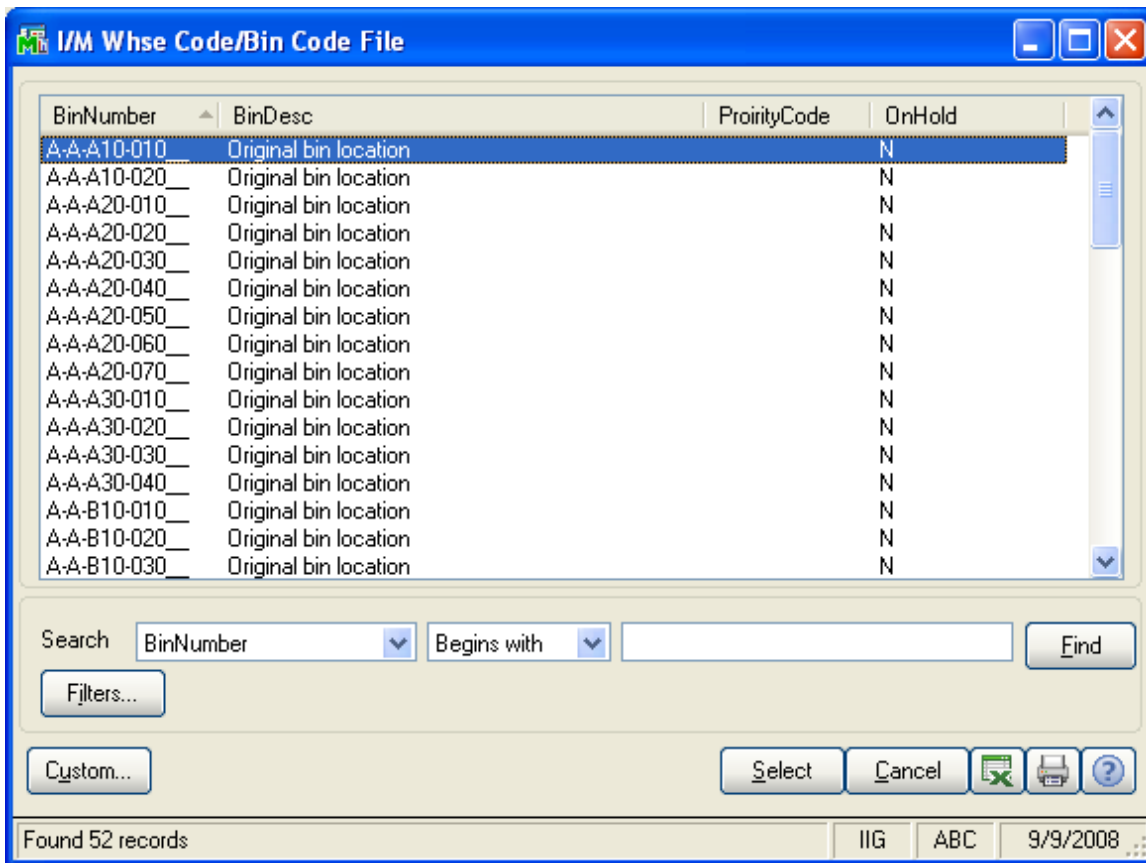 I/M Whse Code/Bin Code File
BinNumber BinDesc ProirityCode OnHold
A-A-A10-010__ Original bin location N
A-A-A10-020__ Original bin location N
A-A-A20-010__ Original bin location N
A-A-A20-020__ Original bin location N
A-A-A20-030__ Original bin location N
A-A-A20-040__ Original bin location N
A-A-A20-050__ Original bin location N
A-A-A20-060__ Original bin location N
A-A-A20-070__ Original bin location N
A-A-A30-010__ Original bin location N
A-A-A30-020__ Original bin location N
A-A-A30-030__ Original bin location N
A-A-A30-040__ Original bin location N
A-A-B10-010__ Original bin location N
A-A-B10-020__ Original bin location N
A-A-B10-030__ Original bin location N
Search BinNumber Begins with Find
Filters...
Custom... Select Cancel
Found 52 records IIG ABC 9/9/2008